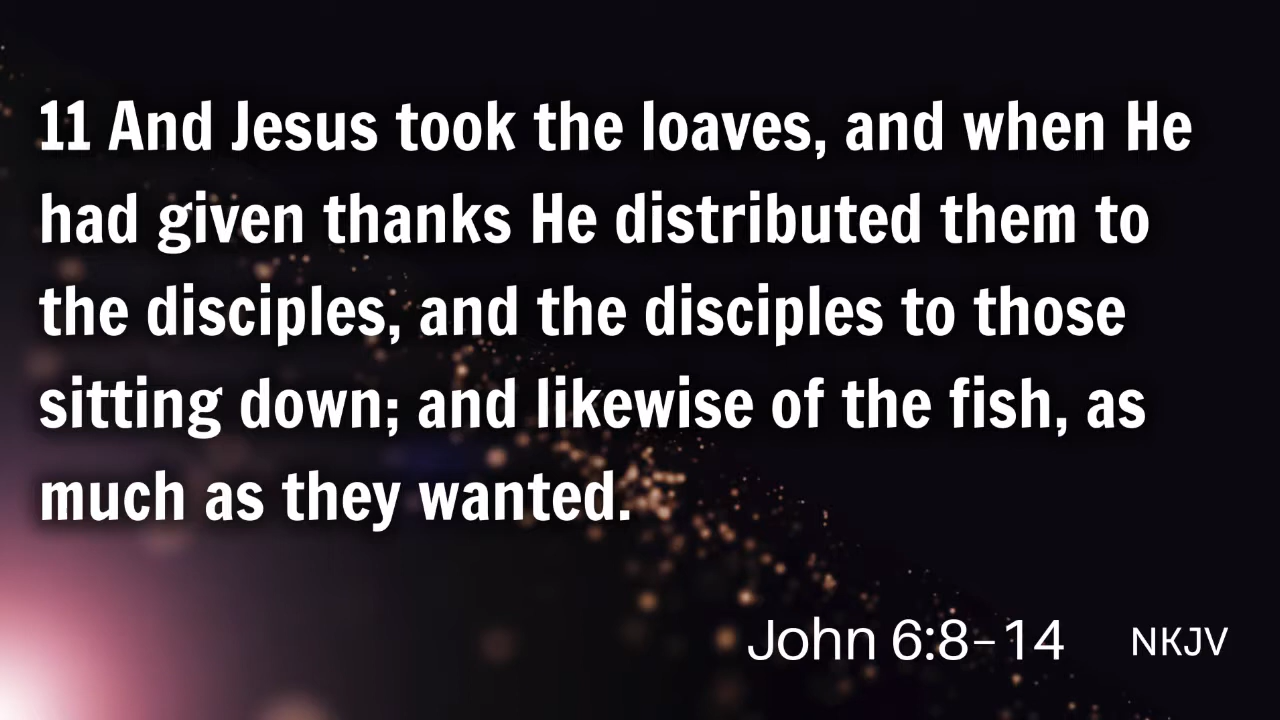 11 And Jesus took the loaves, and when He
had given thanks He distributed them to
the disciples, and the disciples to those
sitting down; and likewise of the fish, as
much as they wanted.
John 6:8–14 NKJV